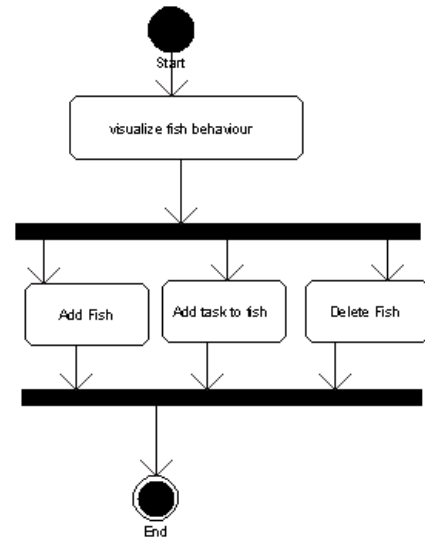 Start
visualize fish behaviour
Add Fish
Add task to fish
Delete Fish
End